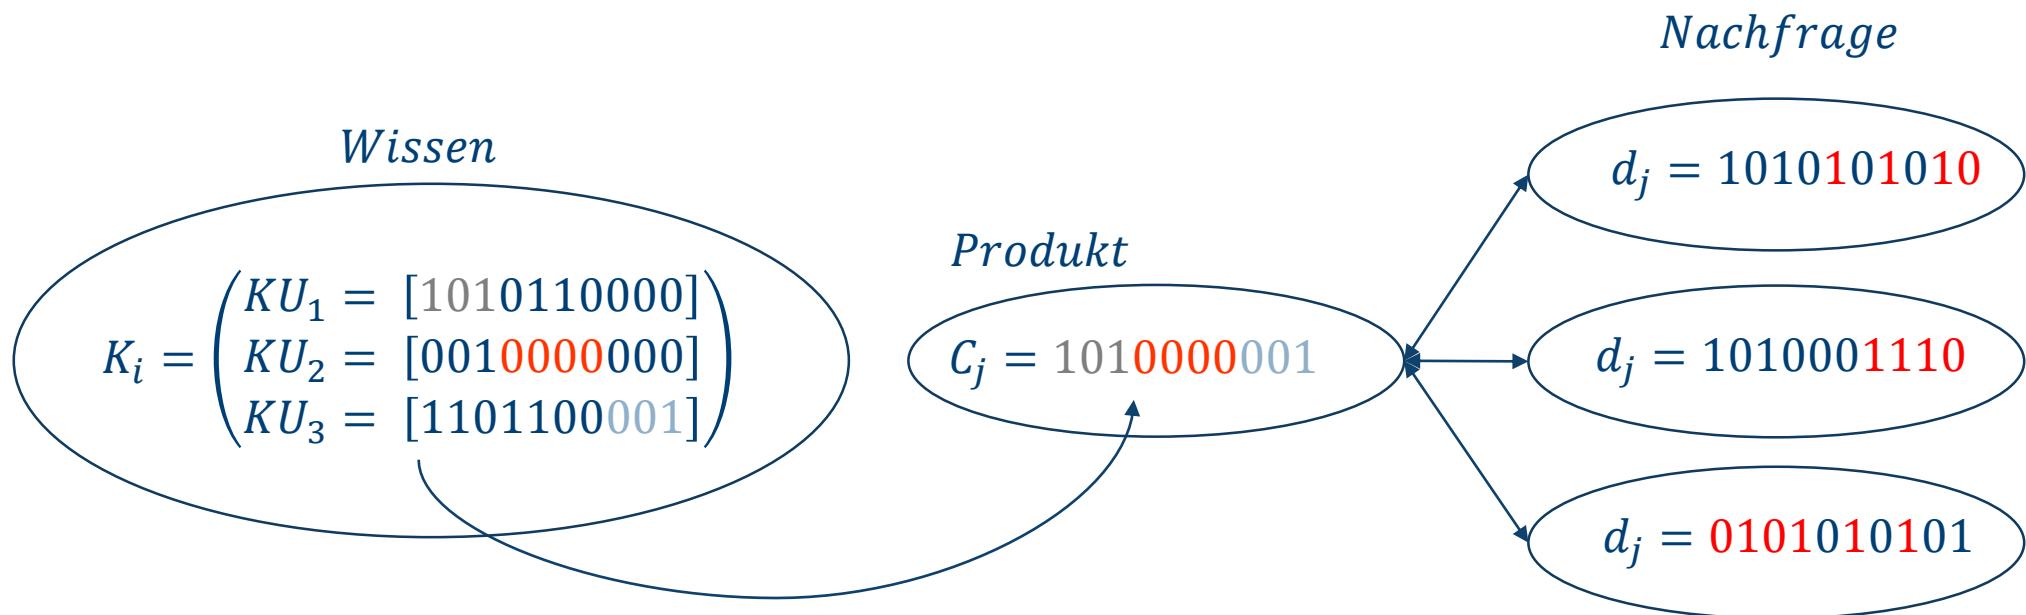 Nachfrage
Wissen
d_j = 1010101010
Produkt
K_i = (KU_1 = [1010110000]
KU_2 = [0010000000]
KU_3 = [1101100001])
C_j = 1010000001
d_j = 1010001110
d_j = 0101010101